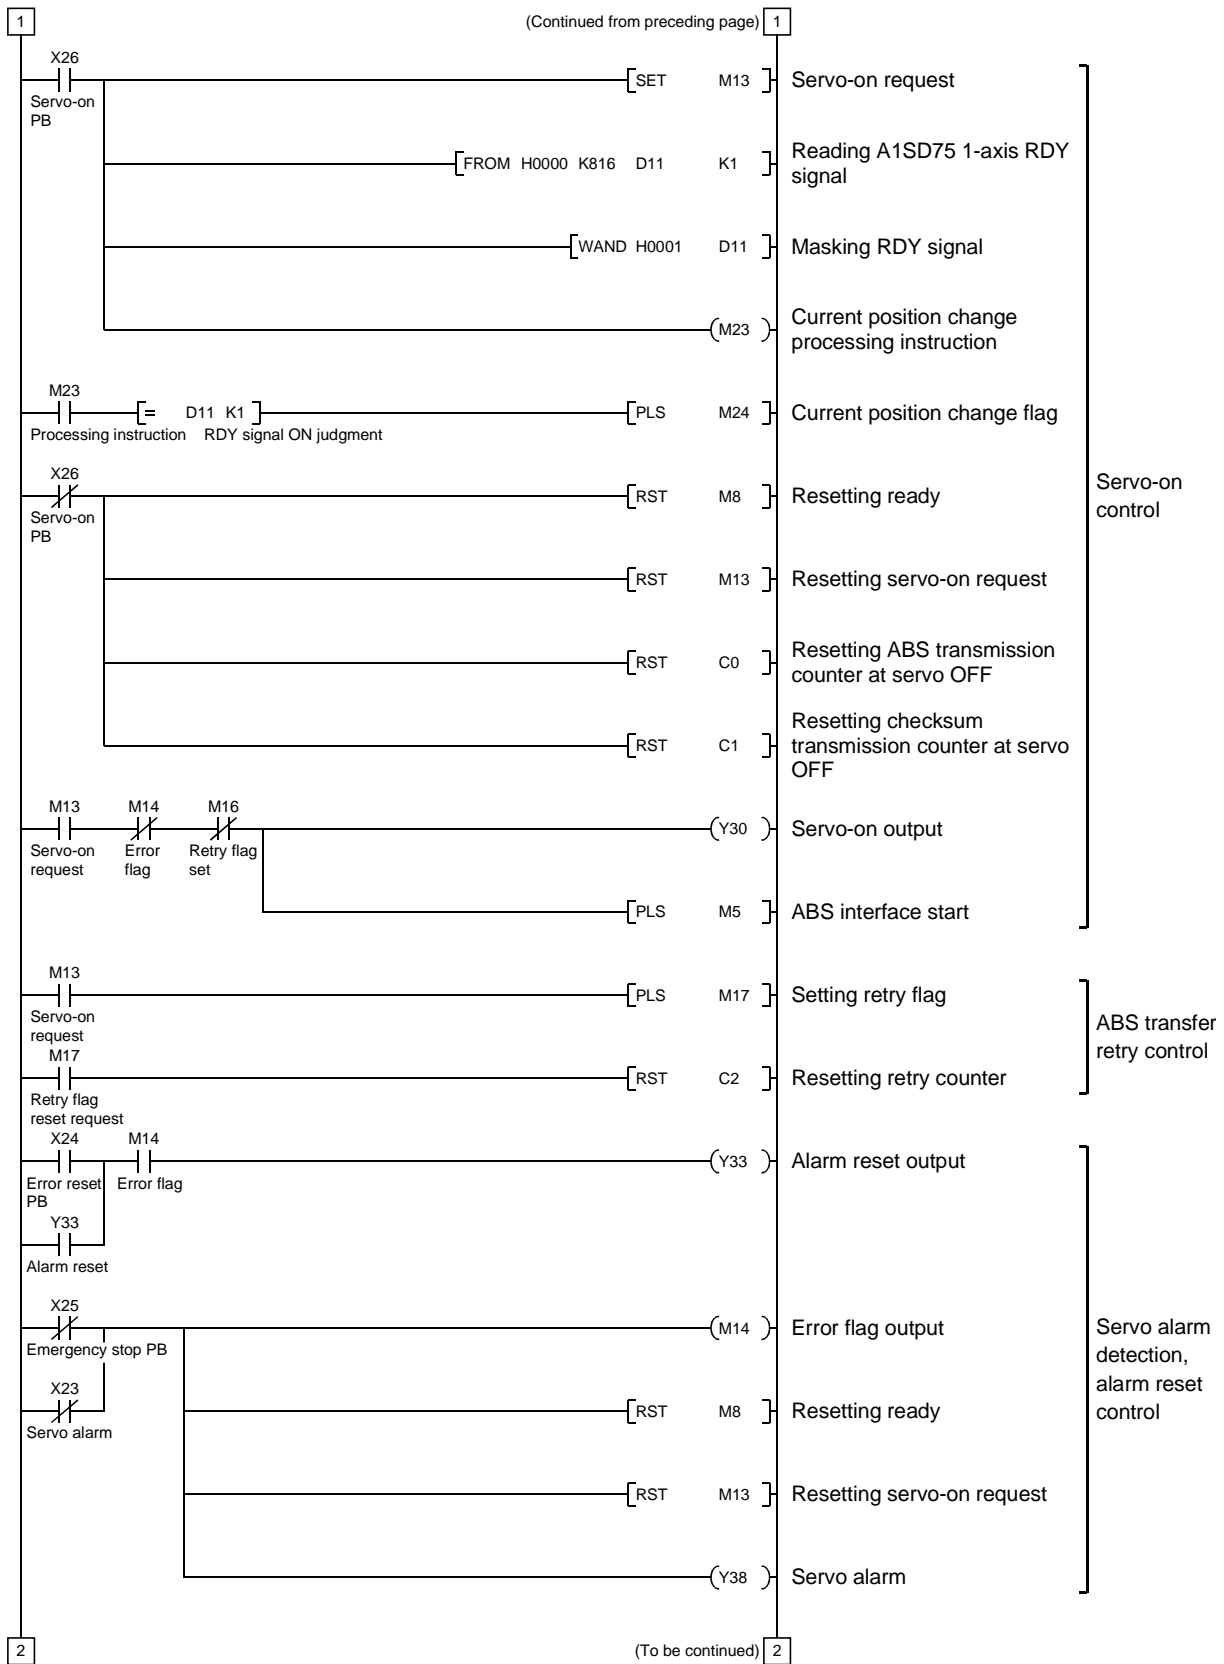 1 (Continued from preceding page) 1
X26
Servo-on
PB
SET M13 Servo-on request
FROM H0000 K816 D11 K1 Reading A1SD75 1-axis RDY
signal
WAND H0001 D11 Masking RDY signal
M23 Current position change
processing instruction
M23
= D11 K1 PLS M24 Current position change flag
Processing instruction RDY signal ON judgment
X26
Servo-on
PB
RST M8 Resetting ready
Servo-on
control
RST M13 Resetting servo-on request
RST C0 Resetting ABS transmission
counter at servo OFF
RST C1 Resetting checksum
transmission counter at servo
OFF
M13 M14 M16
Y30 Servo-on output
Servo-on Error Retry flag
request flag set
PLS M5 ABS interface start
M13
PLS M17 Setting retry flag
Servo-on
request
ABS transfer
retry control
M17
RST C2 Resetting retry counter
Retry flag
reset request
X24 M14
Y33 Alarm reset output
Error reset Error flag
PB
Y33
Alarm reset
X25
M14 Error flag output
Emergency stop PB
Servo alarm
detection,
alarm reset
control
X23
RST M8 Resetting ready
Servo alarm
RST M13 Resetting servo-on request
Y38 Servo alarm
2 (To be continued) 2